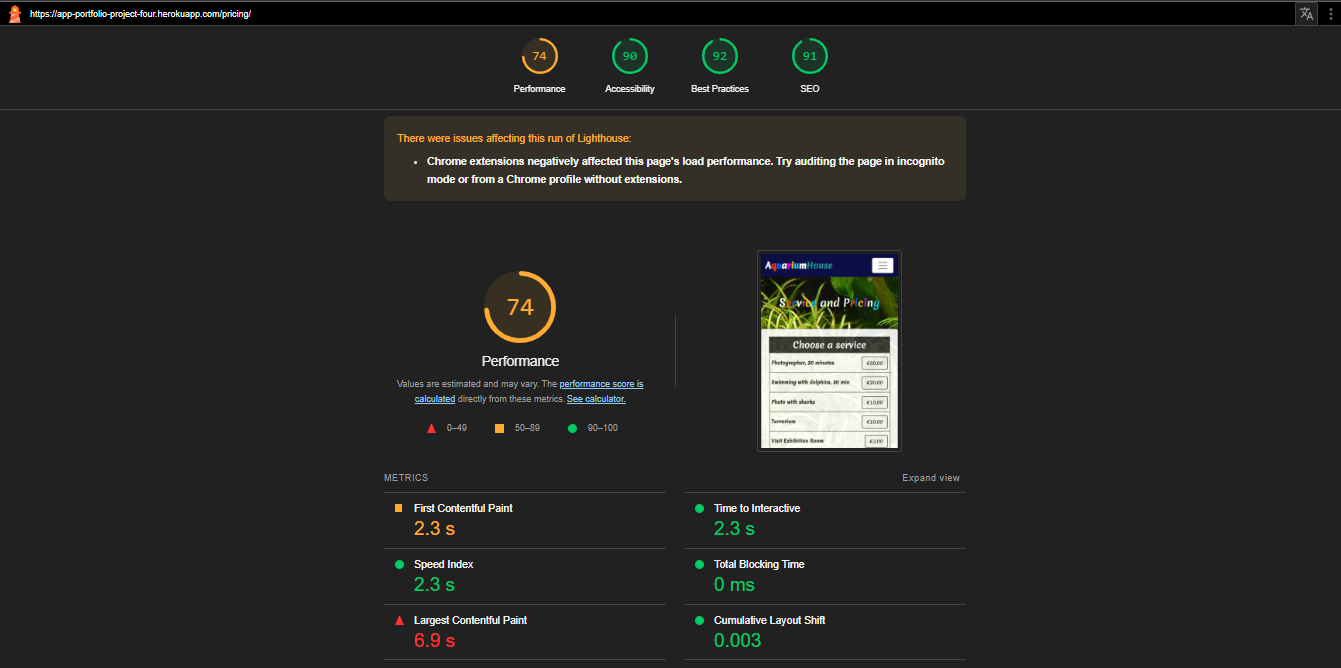 https://app-portfolio-project-four.herokuapp.com/pricing/
74
90
92
91
Performance
Accessibility
Best Practices
SEO
There were issues affecting this run of Lighthouse:
• Chrome extensions negatively affected this page's load performance. Try auditing the page in incognito
mode or from a Chrome profile without extensions.
74
Performance
Values are estimated and may vary. The performance score is
calculated directly from these metrics. See calculator.
0–49
50–89
90–100
AquariumHouse
Service and Pricing
Choose a service
Photographer, 30 minutes
€50.00
Swimming with dolphins, 30 min
€20.00
Photo with sharks
€15.00
Terrarium
€10.00
Visit Exhibition Room
€5.00
METRICS
Expand view
First Contentful Paint
2.3 s
Time to Interactive
2.3 s
Speed Index
2.3 s
Total Blocking Time
0 ms
Largest Contentful Paint
6.9 s
Cumulative Layout Shift
0.003